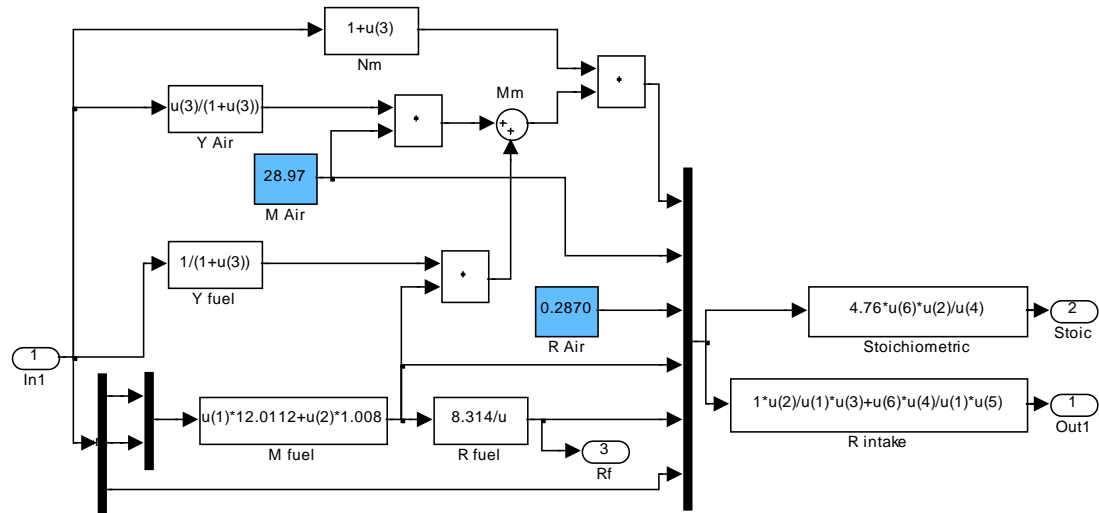 1+u(3)
Nm
u(3)/(1+u(3))
Y Air
*
Mm
+
+
*
28.97
M Air
1/(1+u(3))
Y fuel
*
0.2870
R Air
4.76*u(6)*u(2)/u(4)
Stoichiometric
2
Stoic
1
In1
u(1)*12.0112+u(2)*1.008
M fuel
8.314/u
R fuel
3
Rf
1*u(2)/u(1)*u(3)+u(6)*u(4)/u(1)*u(5)
R intake
1
Out1